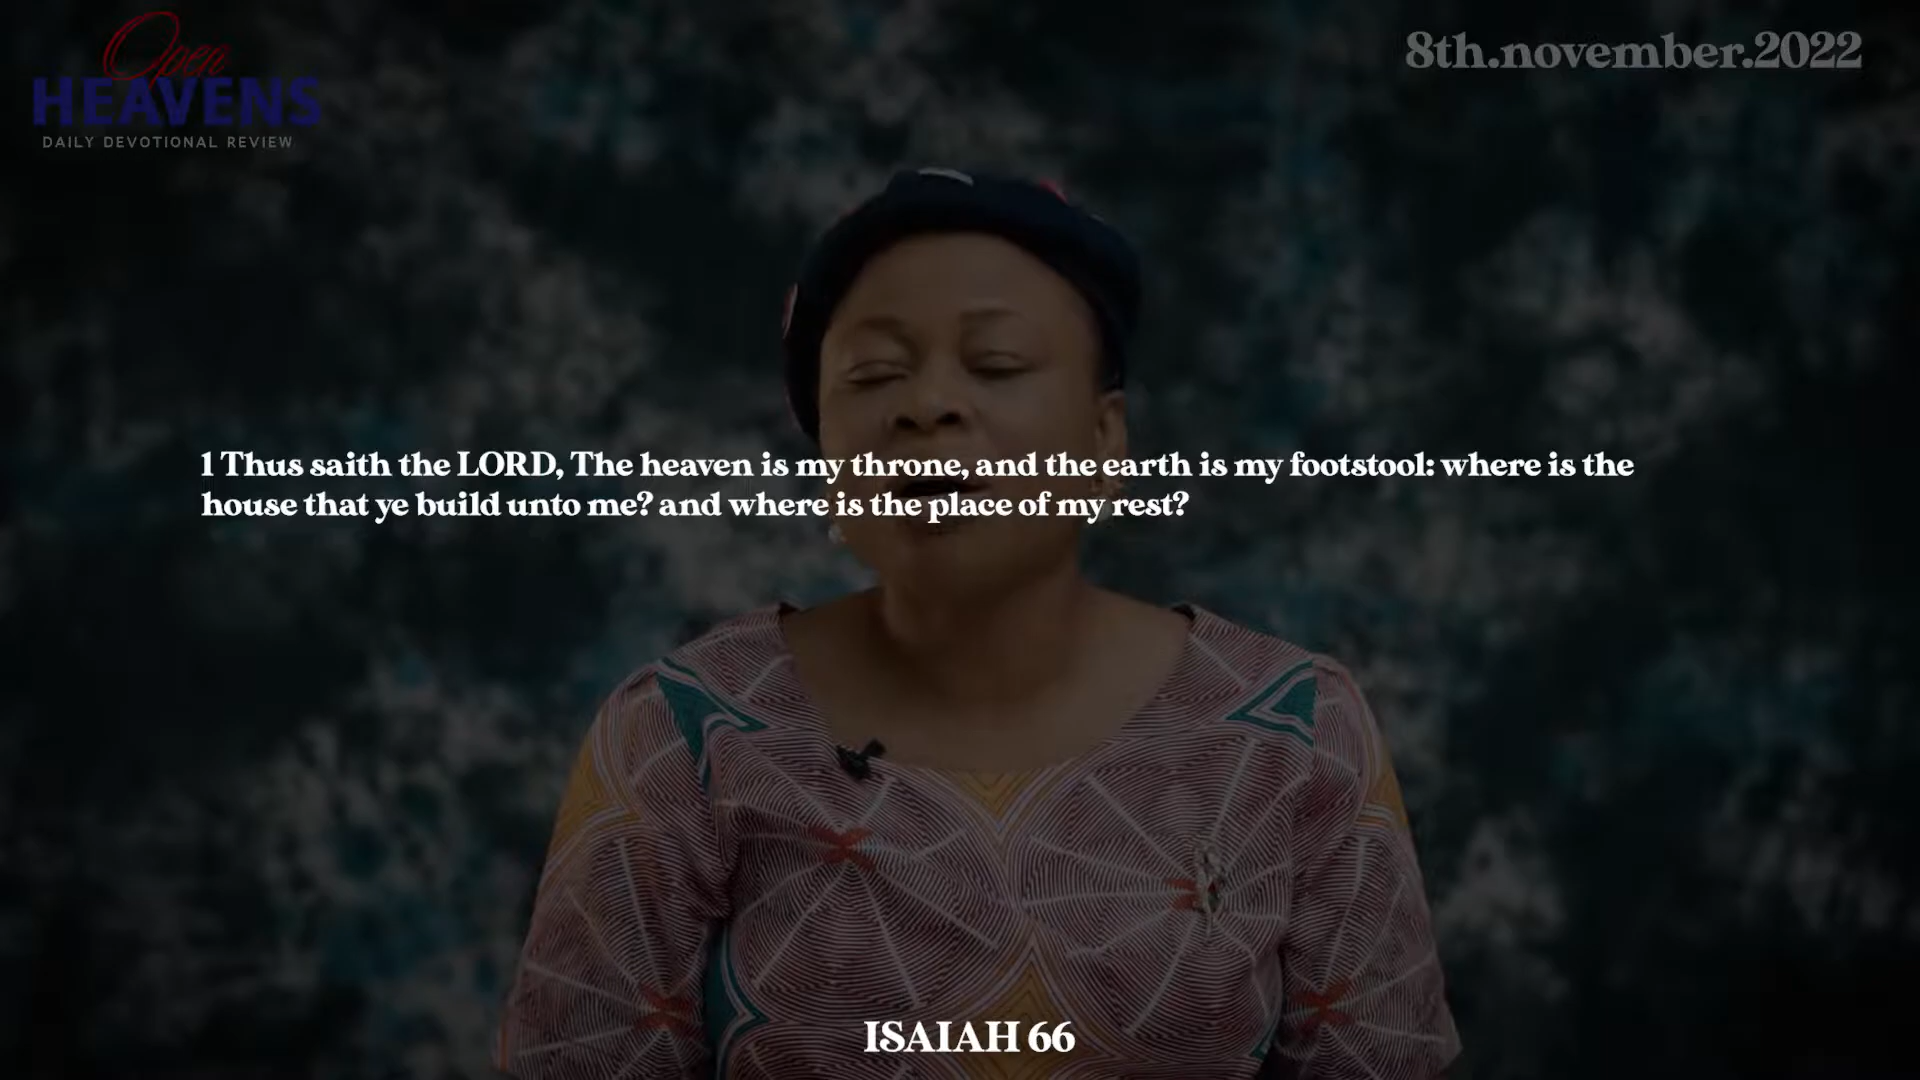 Open
HEAVENS
DAILY DEVOTIONAL REVIEW
8th.november.2022
1 Thus saith the LORD, The heaven is my throne, and the earth is my footstool: where is the
house that ye build unto me? and where is the place of my rest?
ISAIAH 66